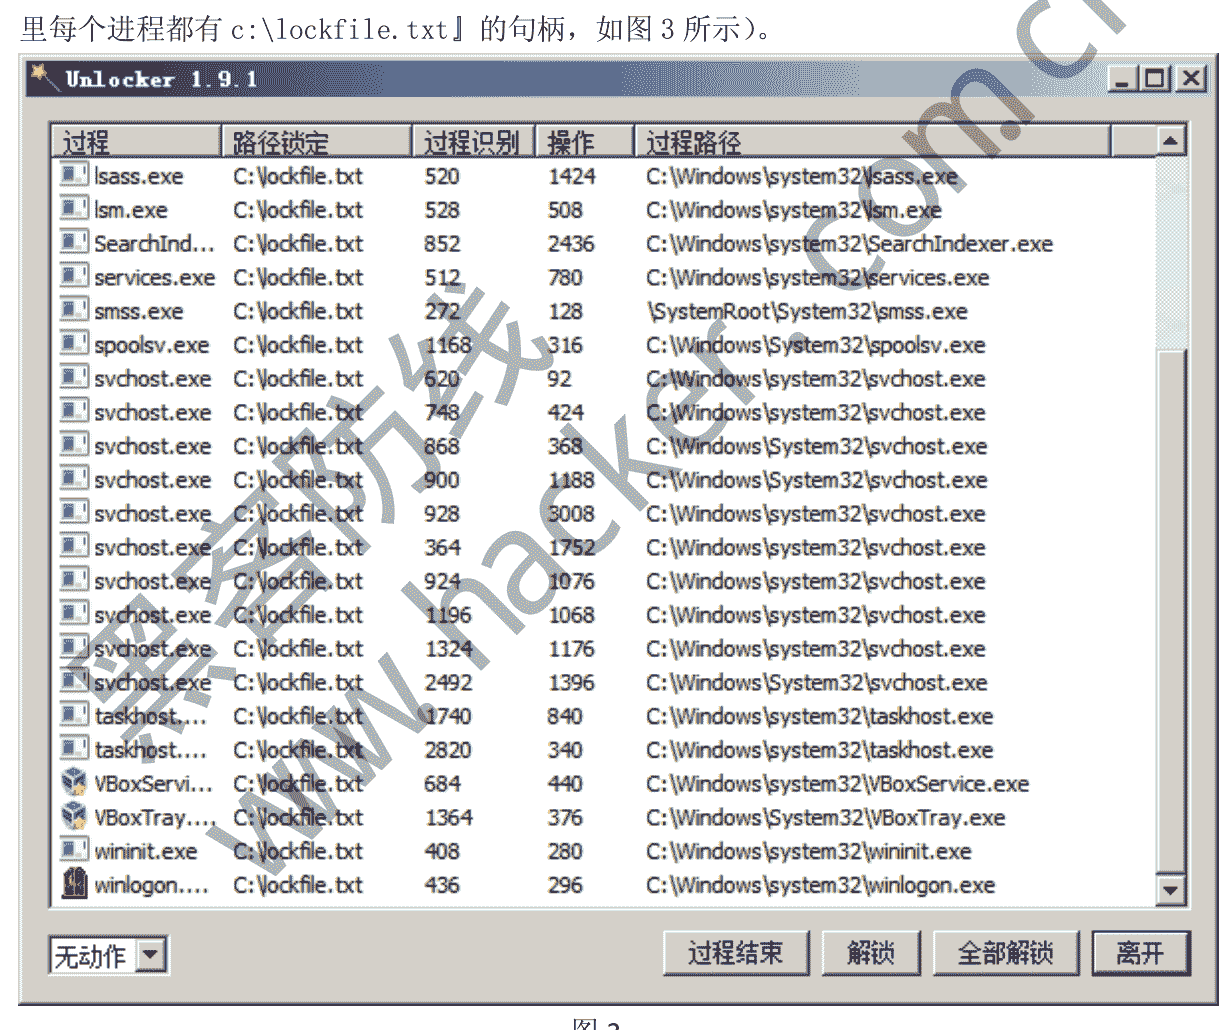 里每个进程都有 c:\lockfile.txt』的句柄，如图 3 所示）。
Unlocker 1.9.1
过程 路径锁定 过程识别 操作 过程路径
lsass.exe C:\lockfile.txt 520 1424 C:\Windows\system32\lsass.exe
lsm.exe C:\lockfile.txt 528 508 C:\Windows\system32\lsm.exe
SearchInd... C:\lockfile.txt 852 2436 C:\Windows\system32\SearchIndexer.exe
services.exe C:\lockfile.txt 512 780 C:\Windows\system32\services.exe
smss.exe C:\lockfile.txt 272 128 \SystemRoot\System32\smss.exe
spoolsv.exe C:\lockfile.txt 1168 316 C:\Windows\System32\spoolsv.exe
svchost.exe C:\lockfile.txt 620 92 C:\Windows\system32\svchost.exe
svchost.exe C:\lockfile.txt 748 424 C:\Windows\system32\svchost.exe
svchost.exe C:\lockfile.txt 868 368 C:\Windows\System32\svchost.exe
svchost.exe C:\lockfile.txt 900 1188 C:\Windows\System32\svchost.exe
svchost.exe C:\lockfile.txt 928 3008 C:\Windows\system32\svchost.exe
svchost.exe C:\lockfile.txt 364 1752 C:\Windows\system32\svchost.exe
svchost.exe C:\lockfile.txt 924 1076 C:\Windows\system32\svchost.exe
svchost.exe C:\lockfile.txt 1196 1068 C:\Windows\system32\svchost.exe
svchost.exe C:\lockfile.txt 1324 1176 C:\Windows\system32\svchost.exe
svchost.exe C:\lockfile.txt 2492 1396 C:\Windows\System32\svchost.exe
taskhost.... C:\lockfile.txt 1740 840 C:\Windows\system32\taskhost.exe
taskhost.... C:\lockfile.txt 2820 340 C:\Windows\system32\taskhost.exe
VBoxServi... C:\lockfile.txt 684 440 C:\Windows\system32\VBoxService.exe
VBoxTray.... C:\lockfile.txt 1364 376 C:\Windows\System32\VBoxTray.exe
wininit.exe C:\lockfile.txt 408 280 C:\Windows\system32\wininit.exe
winlogon.... C:\lockfile.txt 436 296 C:\Windows\system32\winlogon.exe
无动作 过程结束 解锁 全部解锁 离开
图 3
黑客防线
www.hacker.com.cn